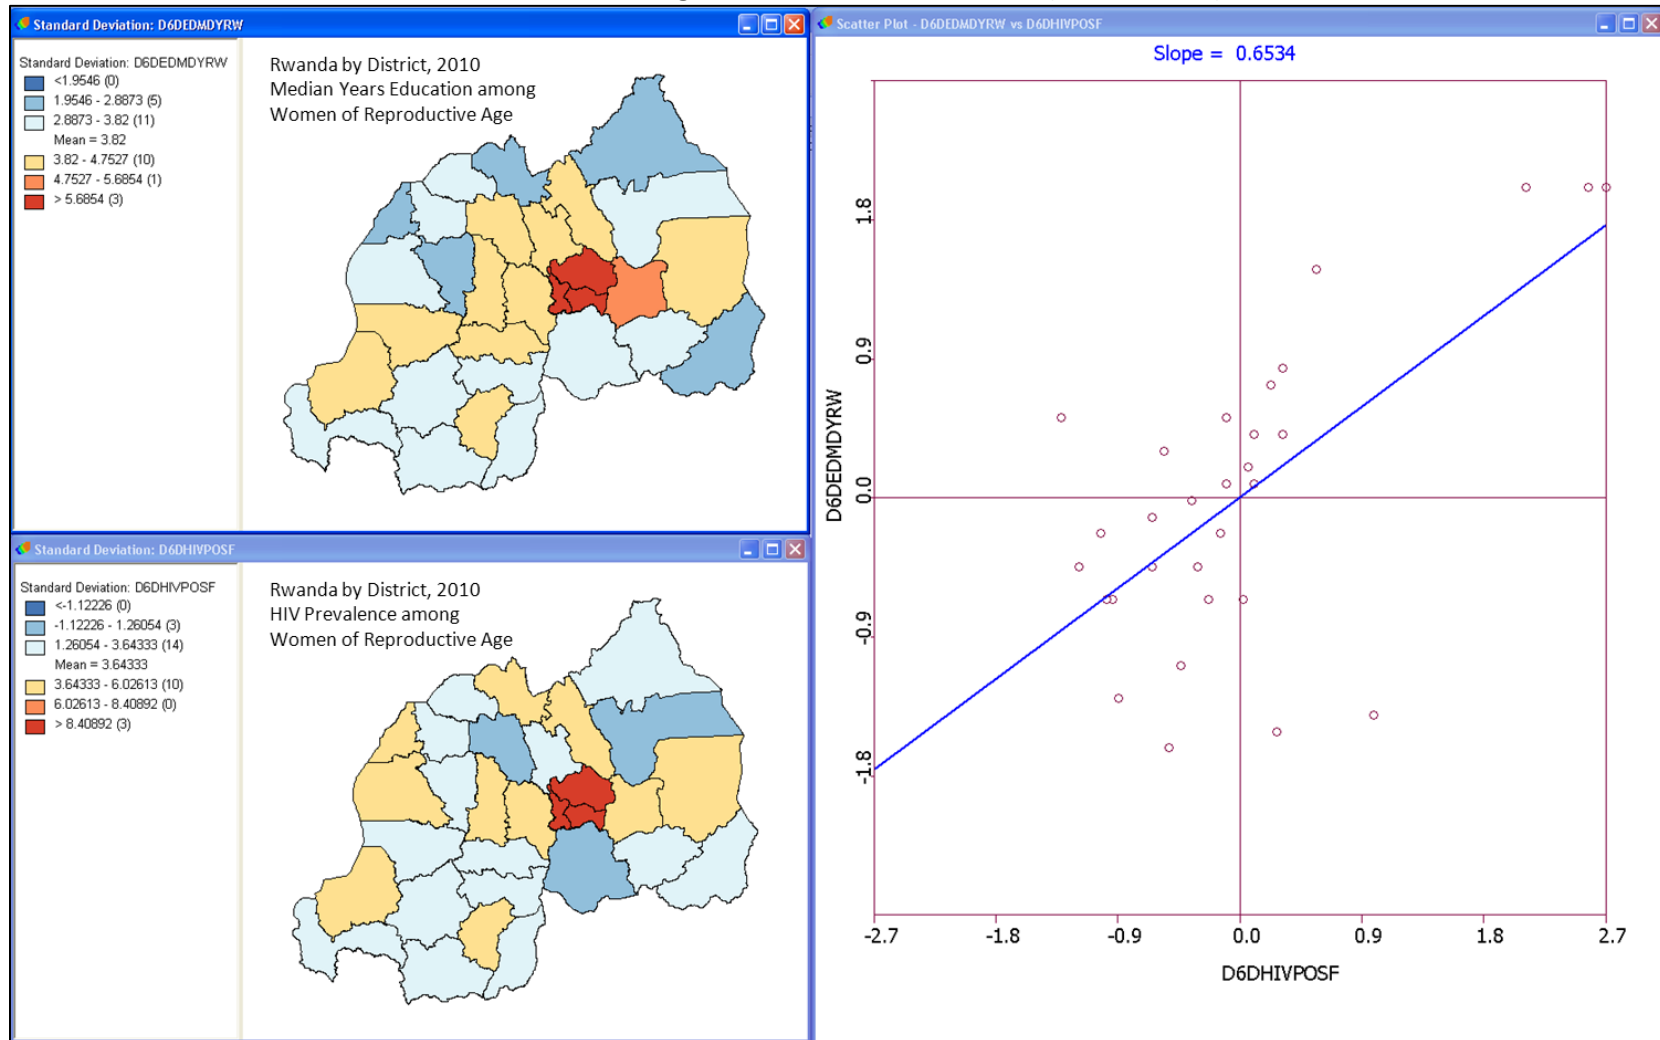 Standard Deviation: D6DEDMDYRW
Standard Deviation: D6DEDMDYRW
<1.9546 (0)
1.9546 - 2.8873 (5)
2.8873 - 3.82 (11)
Mean = 3.82
3.82 - 4.7527 (10)
4.7527 - 5.6854 (1)
> 5.6854 (3)
Rwanda by District, 2010
Median Years Education among
Women of Reproductive Age
Standard Deviation: D6DHIVPOSF
Standard Deviation: D6DHIVPOSF
<-1.12226 (0)
-1.12226 - 1.26054 (3)
1.26054 - 3.64333 (14)
Mean = 3.64333
3.64333 - 6.02613 (10)
6.02613 - 8.40892 (0)
> 8.40892 (3)
Rwanda by District, 2010
HIV Prevalence among
Women of Reproductive Age
Scatter Plot - D6DEDMDYRW vs D6DHIVPOSF
Slope = 0.6534
D6DEDMDYRW
1.8
0.9
0.0
-0.9
-1.8
-2.7
-1.8
-0.9
0.0
0.9
1.8
2.7
D6DHIVPOSF